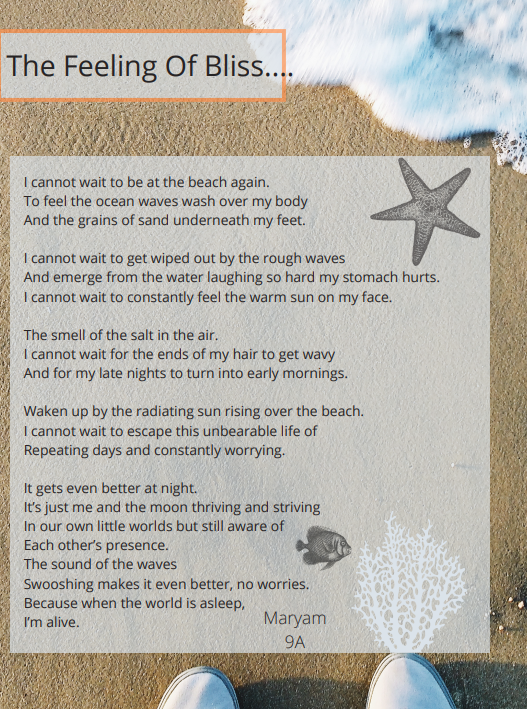 The Feeling Of Bliss....
I cannot wait to be at the beach again.
To feel the ocean waves wash over my body
And the grains of sand underneath my feet.
I cannot wait to get wiped out by the rough waves
And emerge from the water laughing so hard my stomach hurts.
I cannot wait to constantly feel the warm sun on my face.
The smell of the salt in the air.
I cannot wait for the ends of my hair to get wavy
And for my late nights to turn into early mornings.
Waken up by the radiating sun rising over the beach.
I cannot wait to escape this unbearable life of
Repeating days and constantly worrying.
It gets even better at night.
It’s just me and the moon thriving and striving
In our own little worlds but still aware of
Each other’s presence.
The sound of the waves
Swooshing makes it even better, no worries.
Because when the world is asleep,
I’m alive.
Maryam
9A